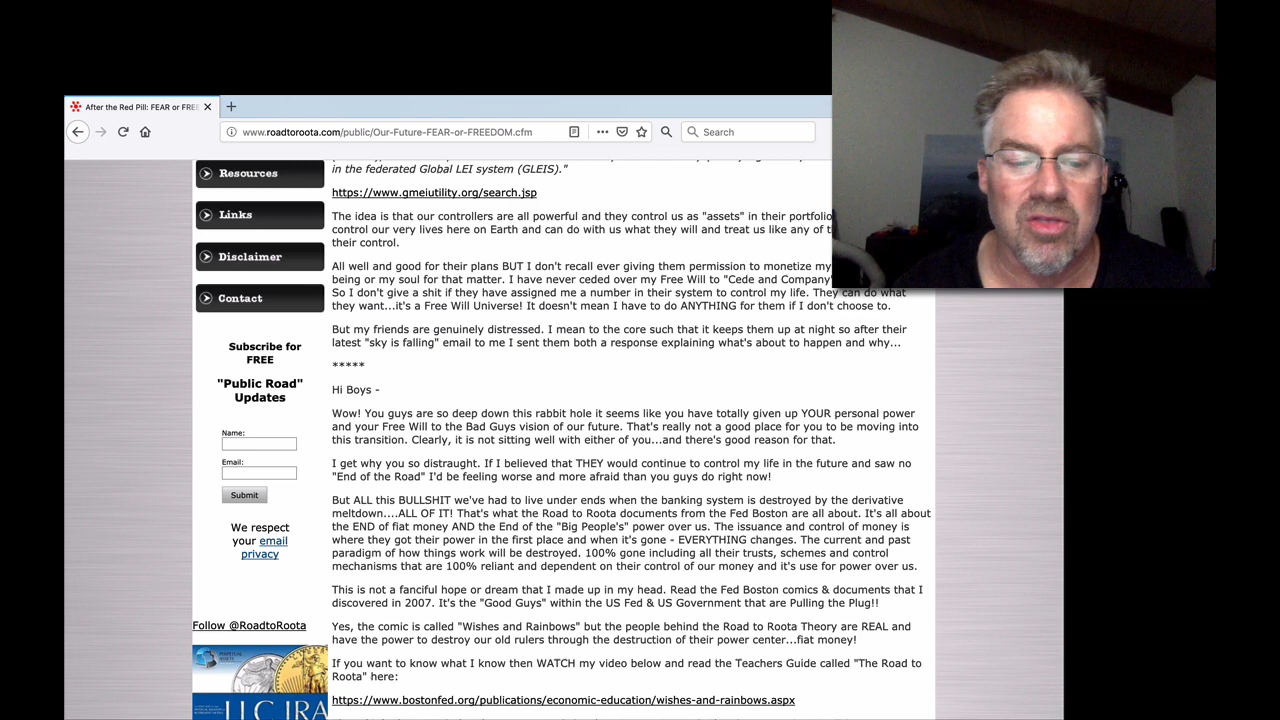 After the Red Pill: FEAR or FREE
www.roadtoroota.com/public/Our-Future-FEAR-or-FREEDOM.cfm
Search
Resources
Links
Disclaimer
Contact
Subscribe for
FREE
"Public Road"
Updates
Name:
Email:
Submit
We respect
your email
privacy
Follow @RoadtoRoota
PERPETUAL
ASSETS
LLC IRA
in the federated Global LEI system (GLEIS)."
https://www.gmeiutility.org/search.jsp
The idea is that our controllers are all powerful and they control us as "assets" in their portfolio
control our very lives here on Earth and can do with us what they will and treat us like any of
their control.
All well and good for their plans BUT I don't recall ever giving them permission to monetize my
being or my soul for that matter. I have never ceded over my Free Will to "Cede and Company"
So I don't give a shit if they have assigned me a number in their system to control my life. They can do what
they want...it's a Free Will Universe! It doesn't mean I have to do ANYTHING for them if I don't choose to.
But my friends are genuinely distressed. I mean to the core such that it keeps them up at night so after their
latest "sky is falling" email to me I sent them both a response explaining what's about to happen and why...
*****
Hi Boys -
Wow! You guys are so deep down this rabbit hole it seems like you have totally given up YOUR personal power
and your Free Will to the Bad Guys vision of our future. That's really not a good place for you to be moving into
this transition. Clearly, it is not sitting well with either of you...and there's good reason for that.
I get why you so distraught. If I believed that THEY would continue to control my life in the future and saw no
"End of the Road" I'd be feeling worse and more afraid than you guys do right now!
But ALL this BULLSHIT we've had to live under ends when the banking system is destroyed by the derivative
meltdown....ALL OF IT! That's what the Road to Roota documents from the Fed Boston are all about. It's all about
the END of fiat money AND the End of the "Big People's" power over us. The issuance and control of money is
where they got their power in the first place and when it's gone - EVERYTHING changes. The current and past
paradigm of how things work will be destroyed. 100% gone including all their trusts, schemes and control
mechanisms that are 100% reliant and dependent on their control of our money and it's use for power over us.
This is not a fanciful hope or dream that I made up in my head. Read the Fed Boston comics & documents that I
discovered in 2007. It's the "Good Guys" within the US Fed & US Government that are Pulling the Plug!!
Yes, the comic is called "Wishes and Rainbows" but the people behind the Road to Roota Theory are REAL and
have the power to destroy our old rulers through the destruction of their power center...fiat money!
If you want to know what I know then WATCH my video below and read the Teachers Guide called "The Road to
Roota" here:
https://www.bostonfed.org/publications/economic-education/wishes-and-rainbows.aspx